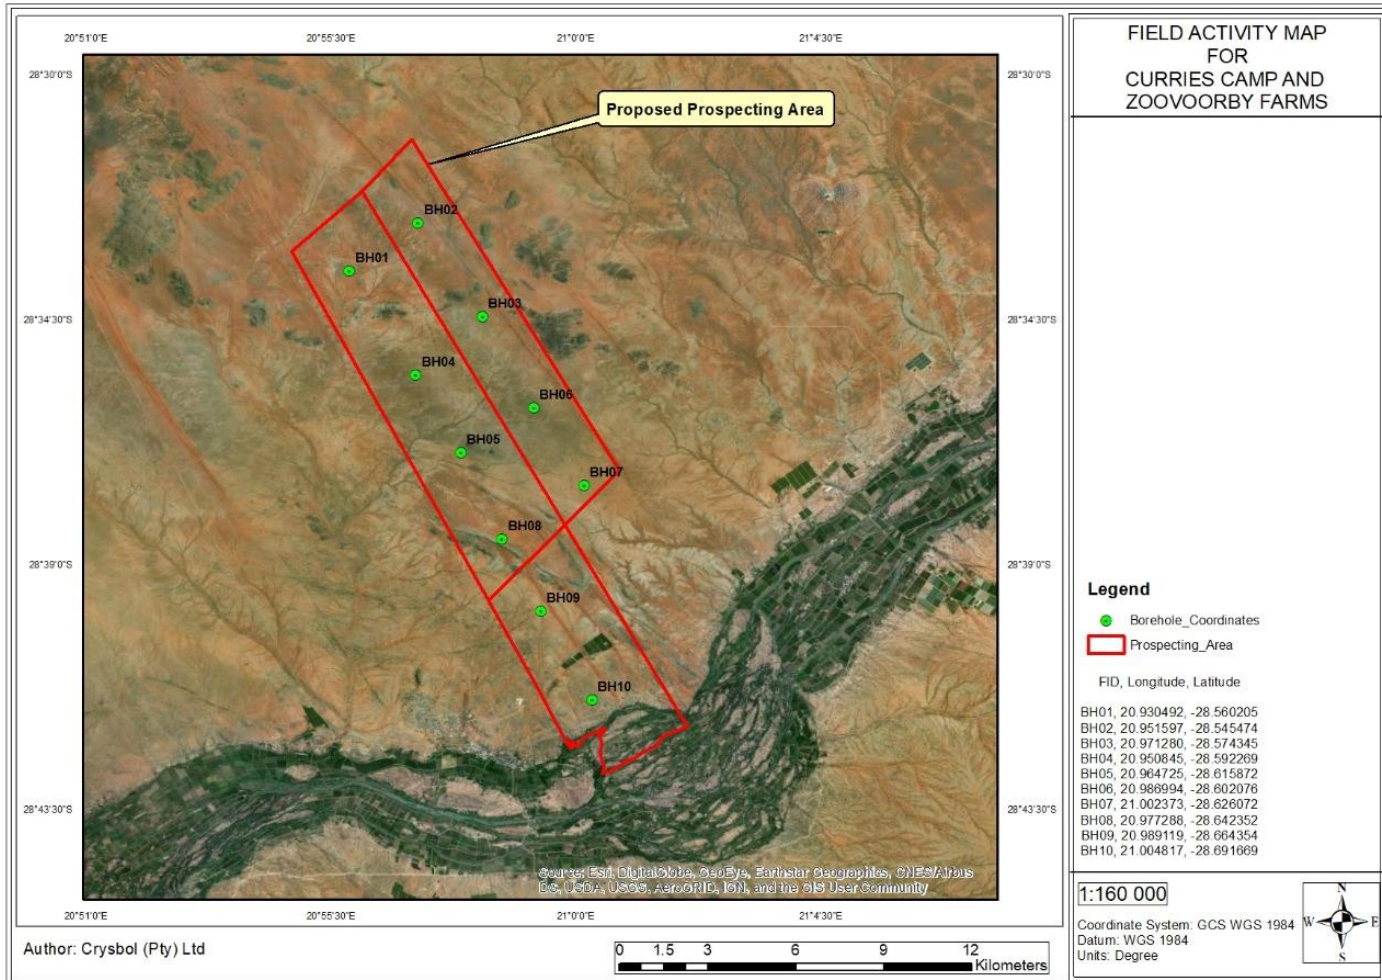 20°51'0"E 20°55'30"E 21°0'0"E 21°4'30"E
28°30'0"S
28°34'30"S
28°39'0"S
28°43'30"S
28°30'0"S
28°34'30"S
28°39'0"S
28°43'30"S
Proposed Prospecting Area
BH02
BH01
BH03
BH04
BH06
BH05
BH07
BH08
BH09
BH10
Source: Esri, DigitalGlobe, GeoEye, Earthstar Geographics, CNES/Airbus
DS, USDA, USGS, AeroGRID, IGN, and the GIS User Community
20°51'0"E 20°55'30"E 21°0'0"E 21°4'30"E
Author: Crysbol (Pty) Ltd
0 1.5 3 6 9 12
Kilometers
FIELD ACTIVITY MAP
FOR
CURRIES CAMP AND
ZOOVOORBY FARMS
Legend
Borehole_Coordinates
Prospecting_Area
FID, Longitude, Latitude
BH01, 20.930492, -28.560205
BH02, 20.951597, -28.545474
BH03, 20.971280, -28.574345
BH04, 20.950845, -28.592269
BH05, 20.964725, -28.615872
BH06, 20.986994, -28.602076
BH07, 21.002373, -28.626072
BH08, 20.977288, -28.642352
BH09, 20.989119, -28.664354
BH10, 21.004817, -28.691669
1:160 000
Coordinate System: GCS WGS 1984
Datum: WGS 1984
Units: Degree
N
W E
S